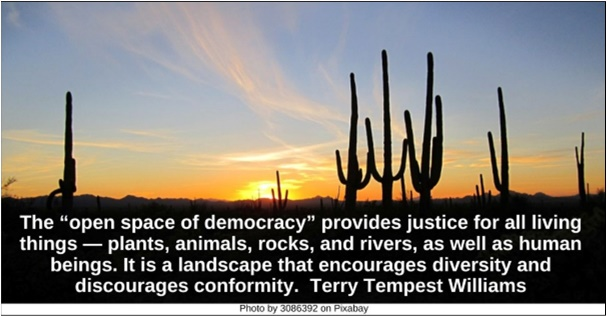 The “open space of democracy” provides justice for all living
things — plants, animals, rocks, and rivers, as well as human
beings. It is a landscape that encourages diversity and
discourages conformity.  Terry Tempest Williams
Photo by 3086392 on Pixabay